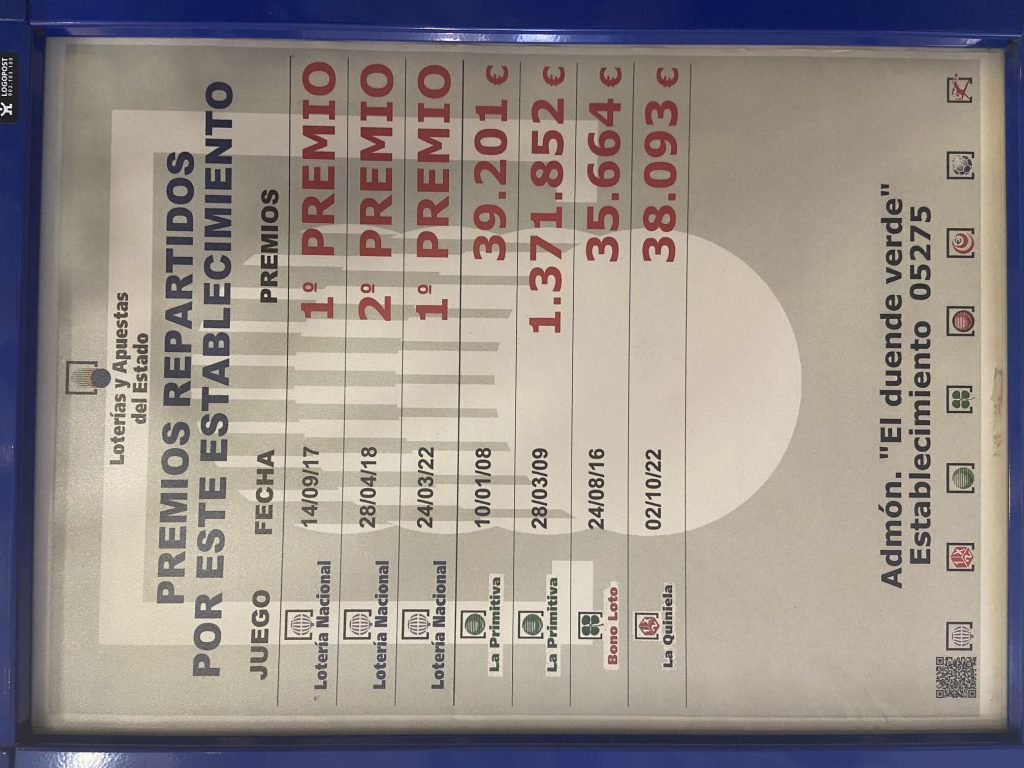 LOGOPOST
902.103.199
Loterías y Apuestas
del Estado
PREMIOS REPARTIDOS
POR ESTE ESTABLECIMIENTO
JUEGO FECHA PREMIOS
Lotería Nacional 14/09/17 1º PREMIO
Lotería Nacional 28/04/18 2º PREMIO
Lotería Nacional 24/03/22 1º PREMIO
La Primitiva 10/01/08 39.201 €
La Primitiva 28/03/09 1.371.852 €
Bono Loto 24/08/16 35.664 €
La Quiniela 02/10/22 38.093 €
Admón. "El duende verde"
Establecimiento 05275